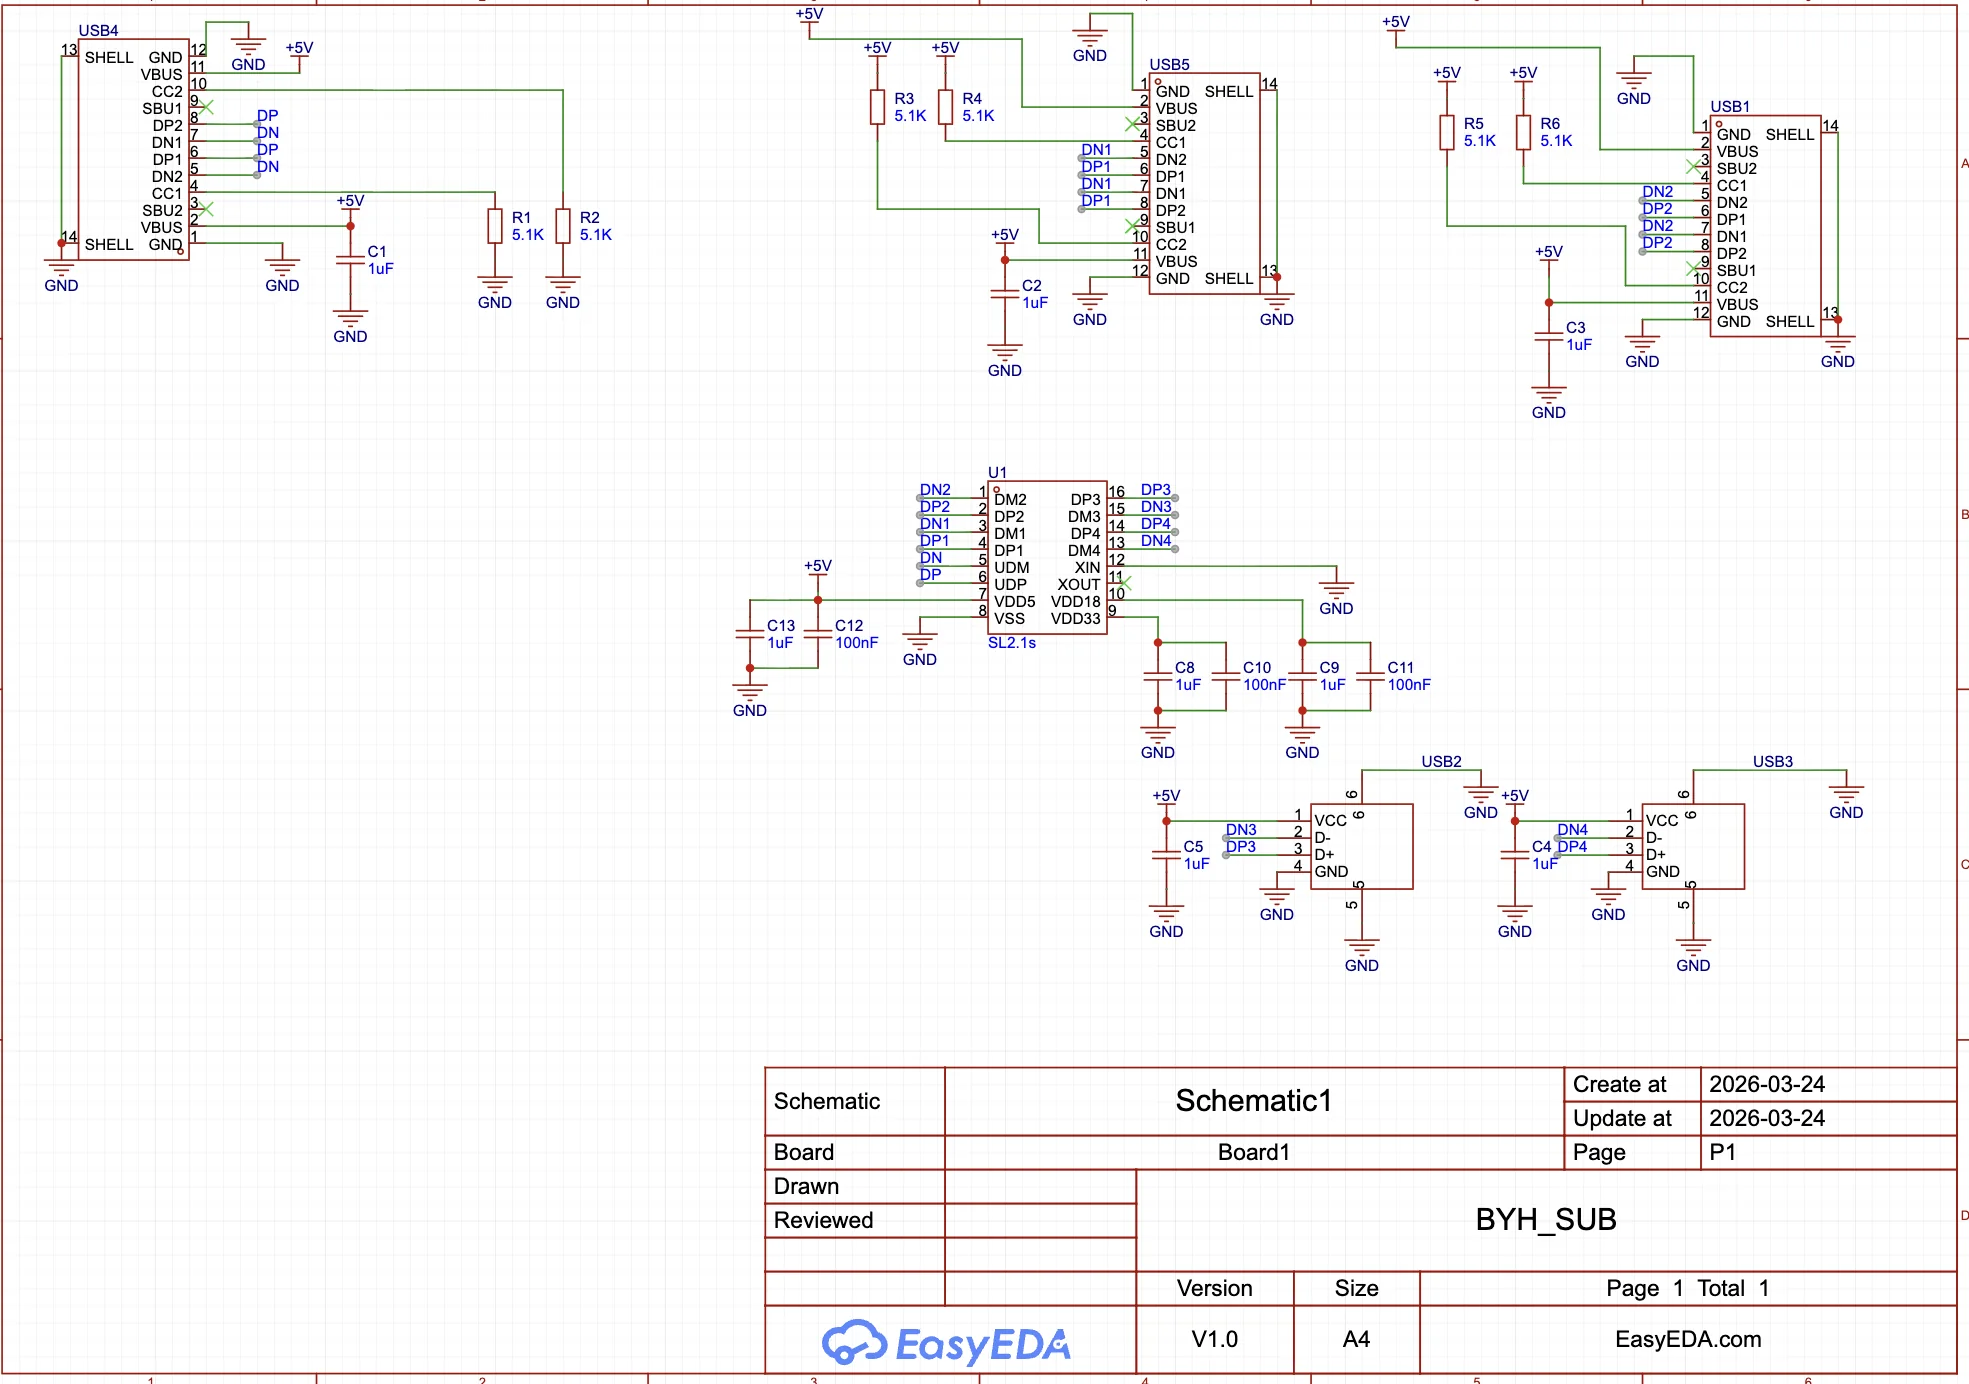 USB4
13 SHELL GND 12
VBUS 11
CC2 10
SBU1 9
DP2 8 DP
DN1 7 DN
DP1 6 DP
DN2 5 DN
CC1 4
SBU2 3
VBUS 2
14 SHELL GND 1
GND
+5V
GND
GND
+5V
C1
1uF
GND
R1
5.1K
GND
R2
5.1K
GND
+5V
+5V
R3
5.1K
+5V
R4
5.1K
GND
USB5
1 GND SHELL 14
2 VBUS
3 SBU2
4 CC1
DN1 5 DN2
DP1 6 DP1
DN1 7 DN1
DP1 8 DP2
9 SBU1
10 CC2
11 VBUS
12 GND SHELL 13
+5V
C2
1uF
GND
GND
GND
+5V
+5V
R5
5.1K
+5V
R6
5.1K
GND
USB1
1 GND SHELL 14
2 VBUS
3 SBU2
4 CC1
DN2 5 DN2
DP2 6 DP1
DN2 7 DN1
DP2 8 DP2
9 SBU1
10 CC2
11 VBUS
12 GND SHELL 13
+5V
C3
1uF
GND
GND
GND
U1
DN2 1 DM2 DP3 16 DP3
DP2 2 DP2 DM3 15 DN3
DN1 3 DM1 DP4 14 DP4
DP1 4 DP1 DM4 13 DN4
DN 5 UDM XIN 12
DP 6 UDP XOUT 11
7 VDD5 VDD18 10
8 VSS VDD33 9
SL2.1s
+5V
C13
1uF
C12
100nF
GND
GND
GND
C8
1uF
C10
100nF
C9
1uF
C11
100nF
GND
GND
USB2
+5V
6
6
GND
1 VCC
DN3 2 D-
DP3 3 D+
4 GND
C5
1uF
5
5
GND
GND
GND
USB3
+5V
6
6
GND
1 VCC
DN4 2 D-
DP4 3 D+
4 GND
C4
1uF
5
5
GND
GND
GND
A
B
C
D
Schematic Schematic1 Create at 2026-03-24
Update at 2026-03-24
Board Board1 Page P1
Drawn
Reviewed
BYH_SUB
Version Size Page 1 Total 1
EasyEDA V1.0 A4 EasyEDA.com
1 2 3 4 5 6